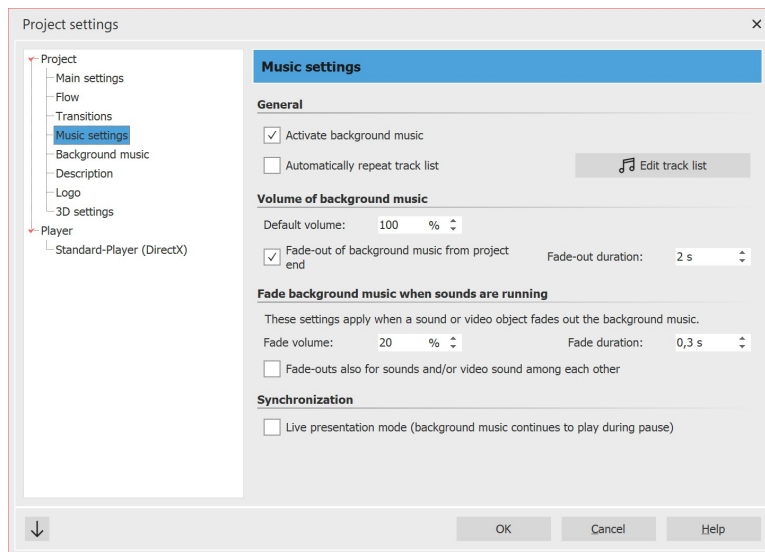 Project settings
Project
Main settings
Flow
Transitions
Music settings
Background music
Description
Logo
3D settings
Player
Standard-Player (DirectX)
Music settings
General
Activate background music
Automatically repeat track list
Edit track list
Volume of background music
Default volume: 100 %
Fade-out of background music from project
end
Fade-out duration: 2 s
Fade background music when sounds are running
These settings apply when a sound or video object fades out the background music.
Fade volume: 20 % Fade duration: 0,3 s
Fade-outs also for sounds and/or video sound among each other
Synchronization
Live presentation mode (background music continues to play during pause)
OK Cancel Help